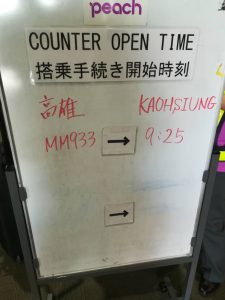 peach
COUNTER OPEN TIME
搭乗手続き開始時刻
高雄 KAOHSIUNG
MM933 → 9:25
→